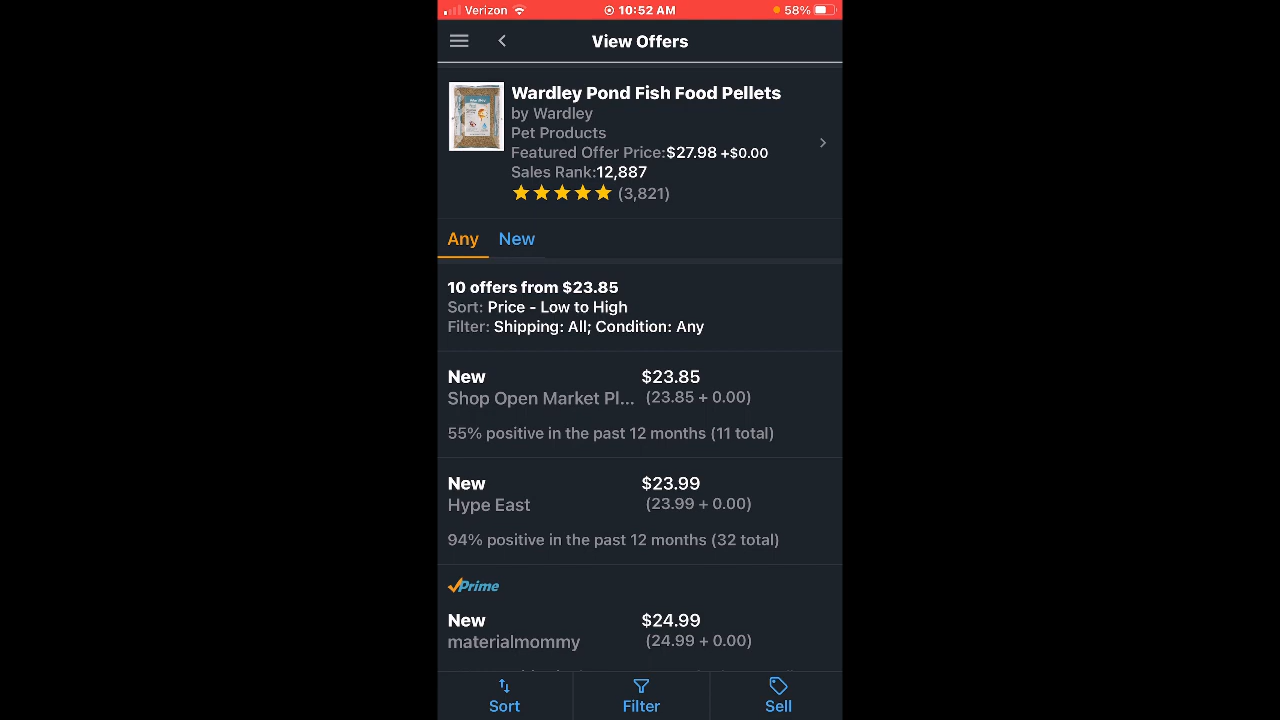 Verizon 10:52 AM 58%
View Offers
Wardley Pond Fish Food Pellets
by Wardley
Pet Products
Featured Offer Price:$27.98 +$0.00
Sales Rank:12,887
(3,821)
Any New
10 offers from $23.85
Sort: Price - Low to High
Filter: Shipping: All; Condition: Any
New $23.85
Shop Open Market Pl... (23.85 + 0.00)
55% positive in the past 12 months (11 total)
New $23.99
Hype East (23.99 + 0.00)
94% positive in the past 12 months (32 total)
Prime
New $24.99
materialmommy (24.99 + 0.00)
Sort Filter Sell